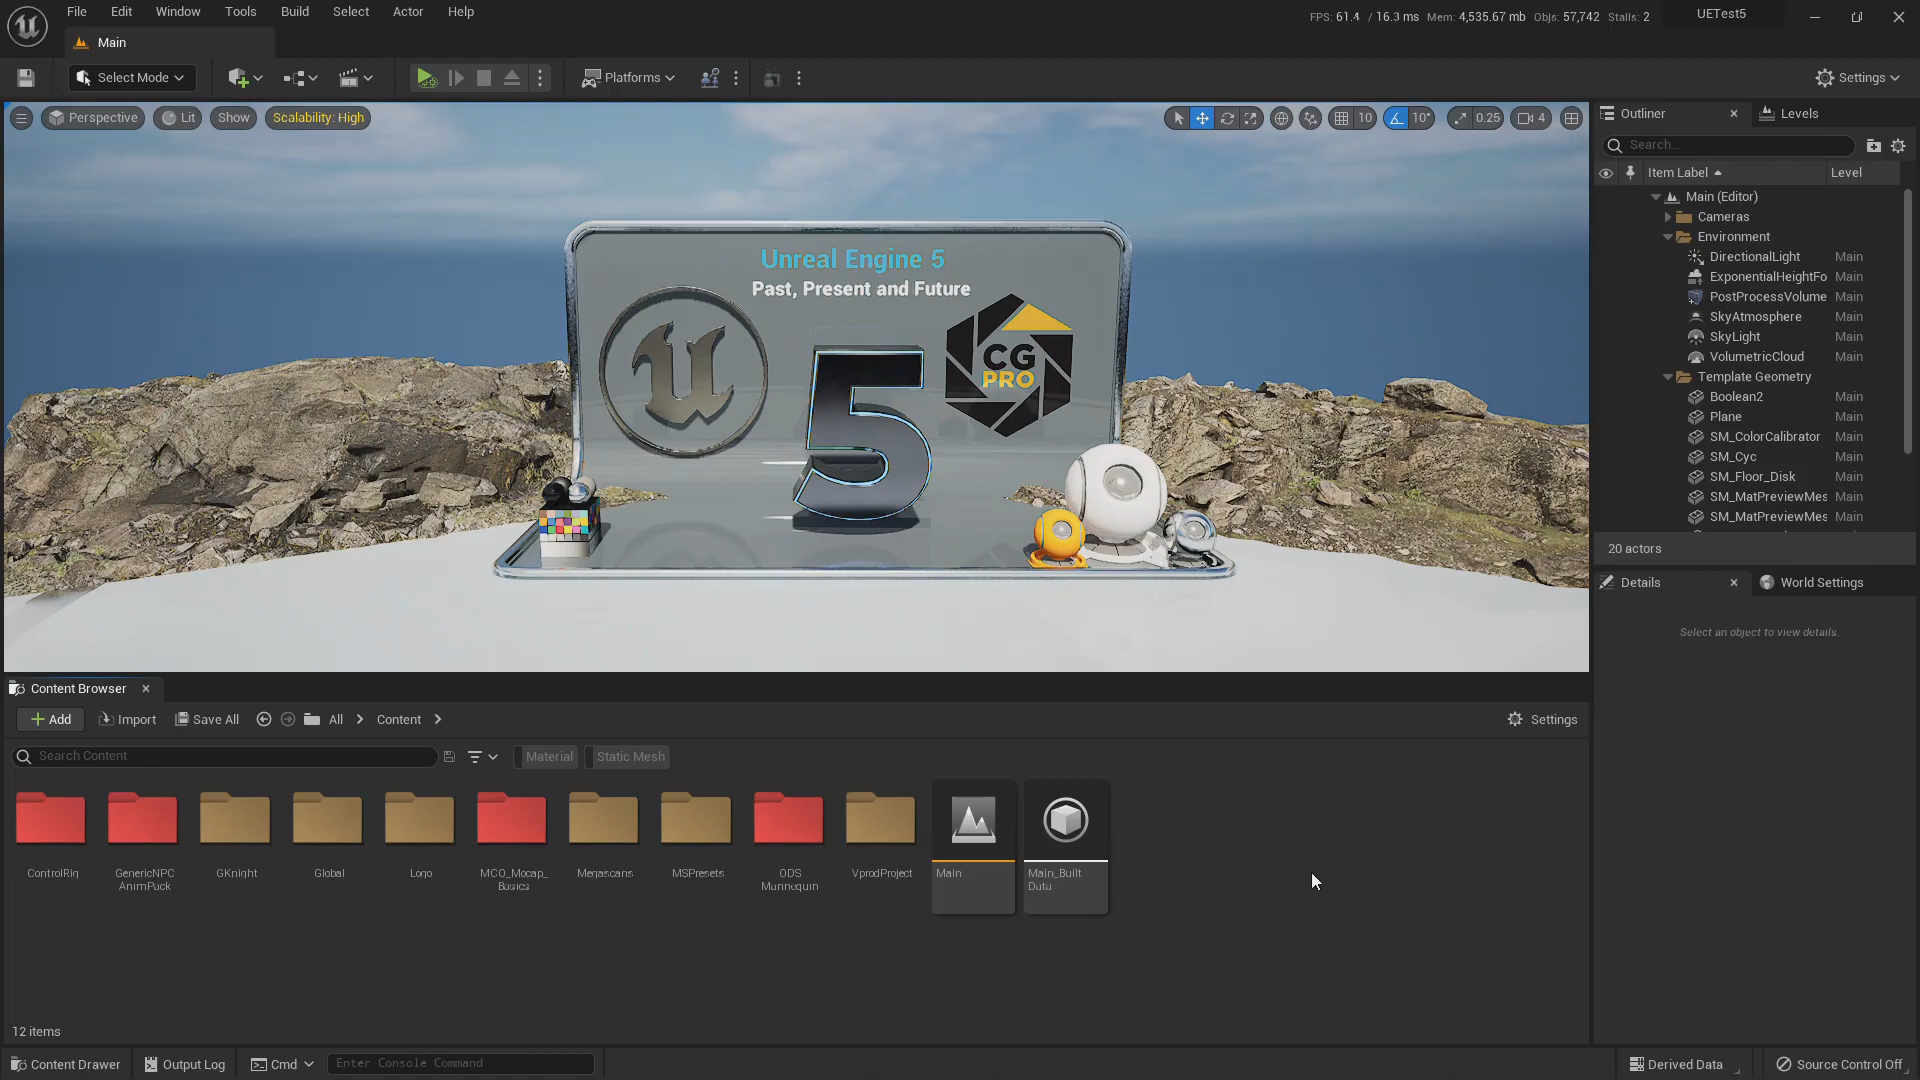 File Edit Window Tools Build Select Actor Help
FPS: 61.4 / 16.3 ms Mem: 4,535.67 mb Objs: 57,742 Stalls: 2
UETest5
Main
Select Mode
Platforms
Settings
Perspective Lit Show Scalability: High
10 10° 0.25 4
Unreal Engine 5
Past, Present and Future
5
CG
PRO
Outliner Levels
Search...
Item Label Level
Main (Editor)
Cameras
Environment
DirectionalLight Main
ExponentialHeightFo Main
PostProcessVolume Main
SkyAtmosphere Main
SkyLight Main
VolumetricCloud Main
Template Geometry
Boolean2 Main
Plane Main
SM_ColorCalibrator Main
SM_Cyc Main
SM_Floor_Disk Main
SM_MatPreviewMes Main
SM_MatPreviewMes Main
20 actors
Details World Settings
Select an object to view details.
Content Browser
Add Import Save All All Content Settings
Search Content Material Static Mesh
ControlRig
GenericNPC
AnimPack
GKnight
Global
Logo
MCO_Mocap_
Basics
Megascans
MSPresets
ODS
Mannequin
VprodProject
Main
Main_Built
Data
12 items
Content Drawer Output Log Cmd Enter Console Command
Derived Data Source Control Off